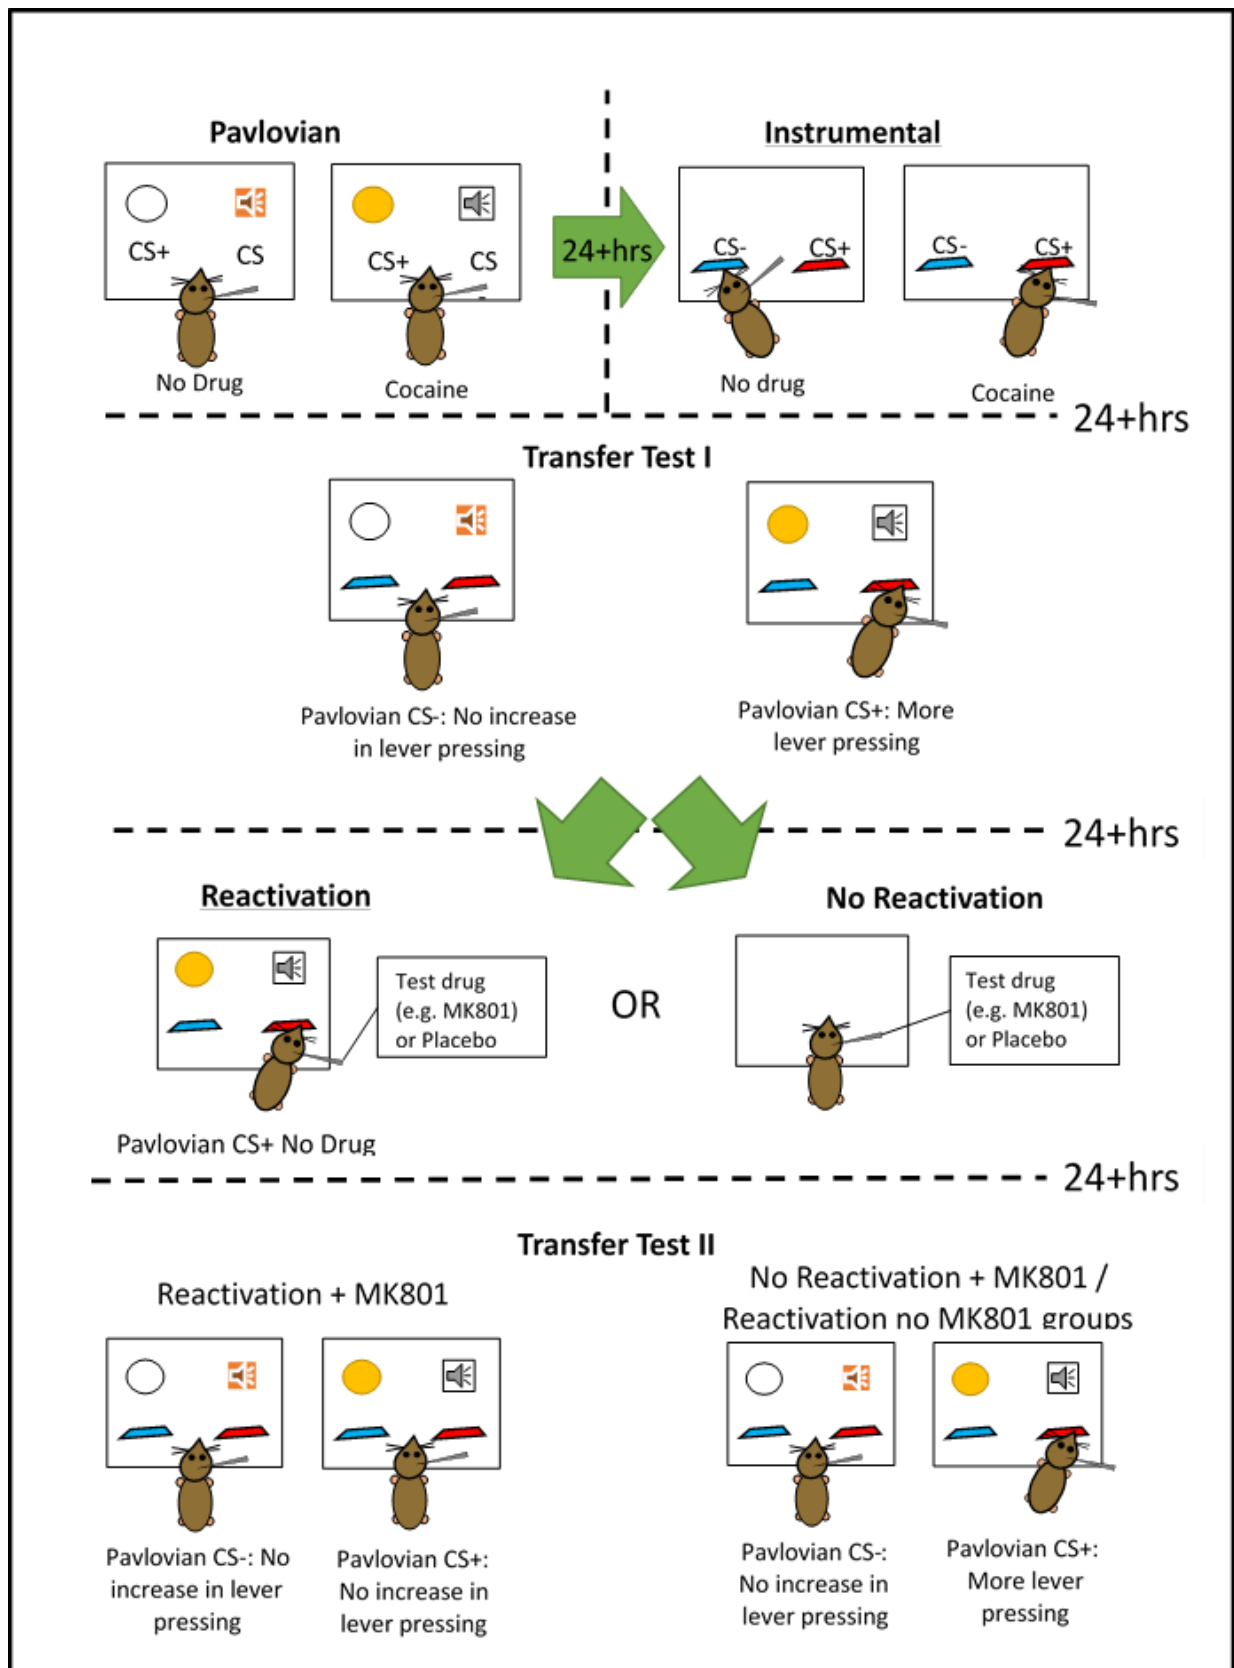 Pavlovian
Instrumental
CS+ CS
CS+ CS
24+hrs
CS- CS+
CS- CS+
No Drug
Cocaine
No drug
Cocaine
24+hrs
Transfer Test I
Pavlovian CS-: No increase
in lever pressing
Pavlovian CS+: More
lever pressing
24+hrs
Reactivation
No Reactivation
Test drug
(e.g. MK801)
or Placebo
OR
Test drug
(e.g. MK801)
or Placebo
Pavlovian CS+ No Drug
24+hrs
Transfer Test II
Reactivation + MK801
No Reactivation + MK801 /
Reactivation no MK801 groups
Pavlovian CS-: No
increase in lever
pressing
Pavlovian CS+:
No increase in
lever pressing
Pavlovian CS-:
No increase in
lever pressing
Pavlovian CS+:
More lever
pressing